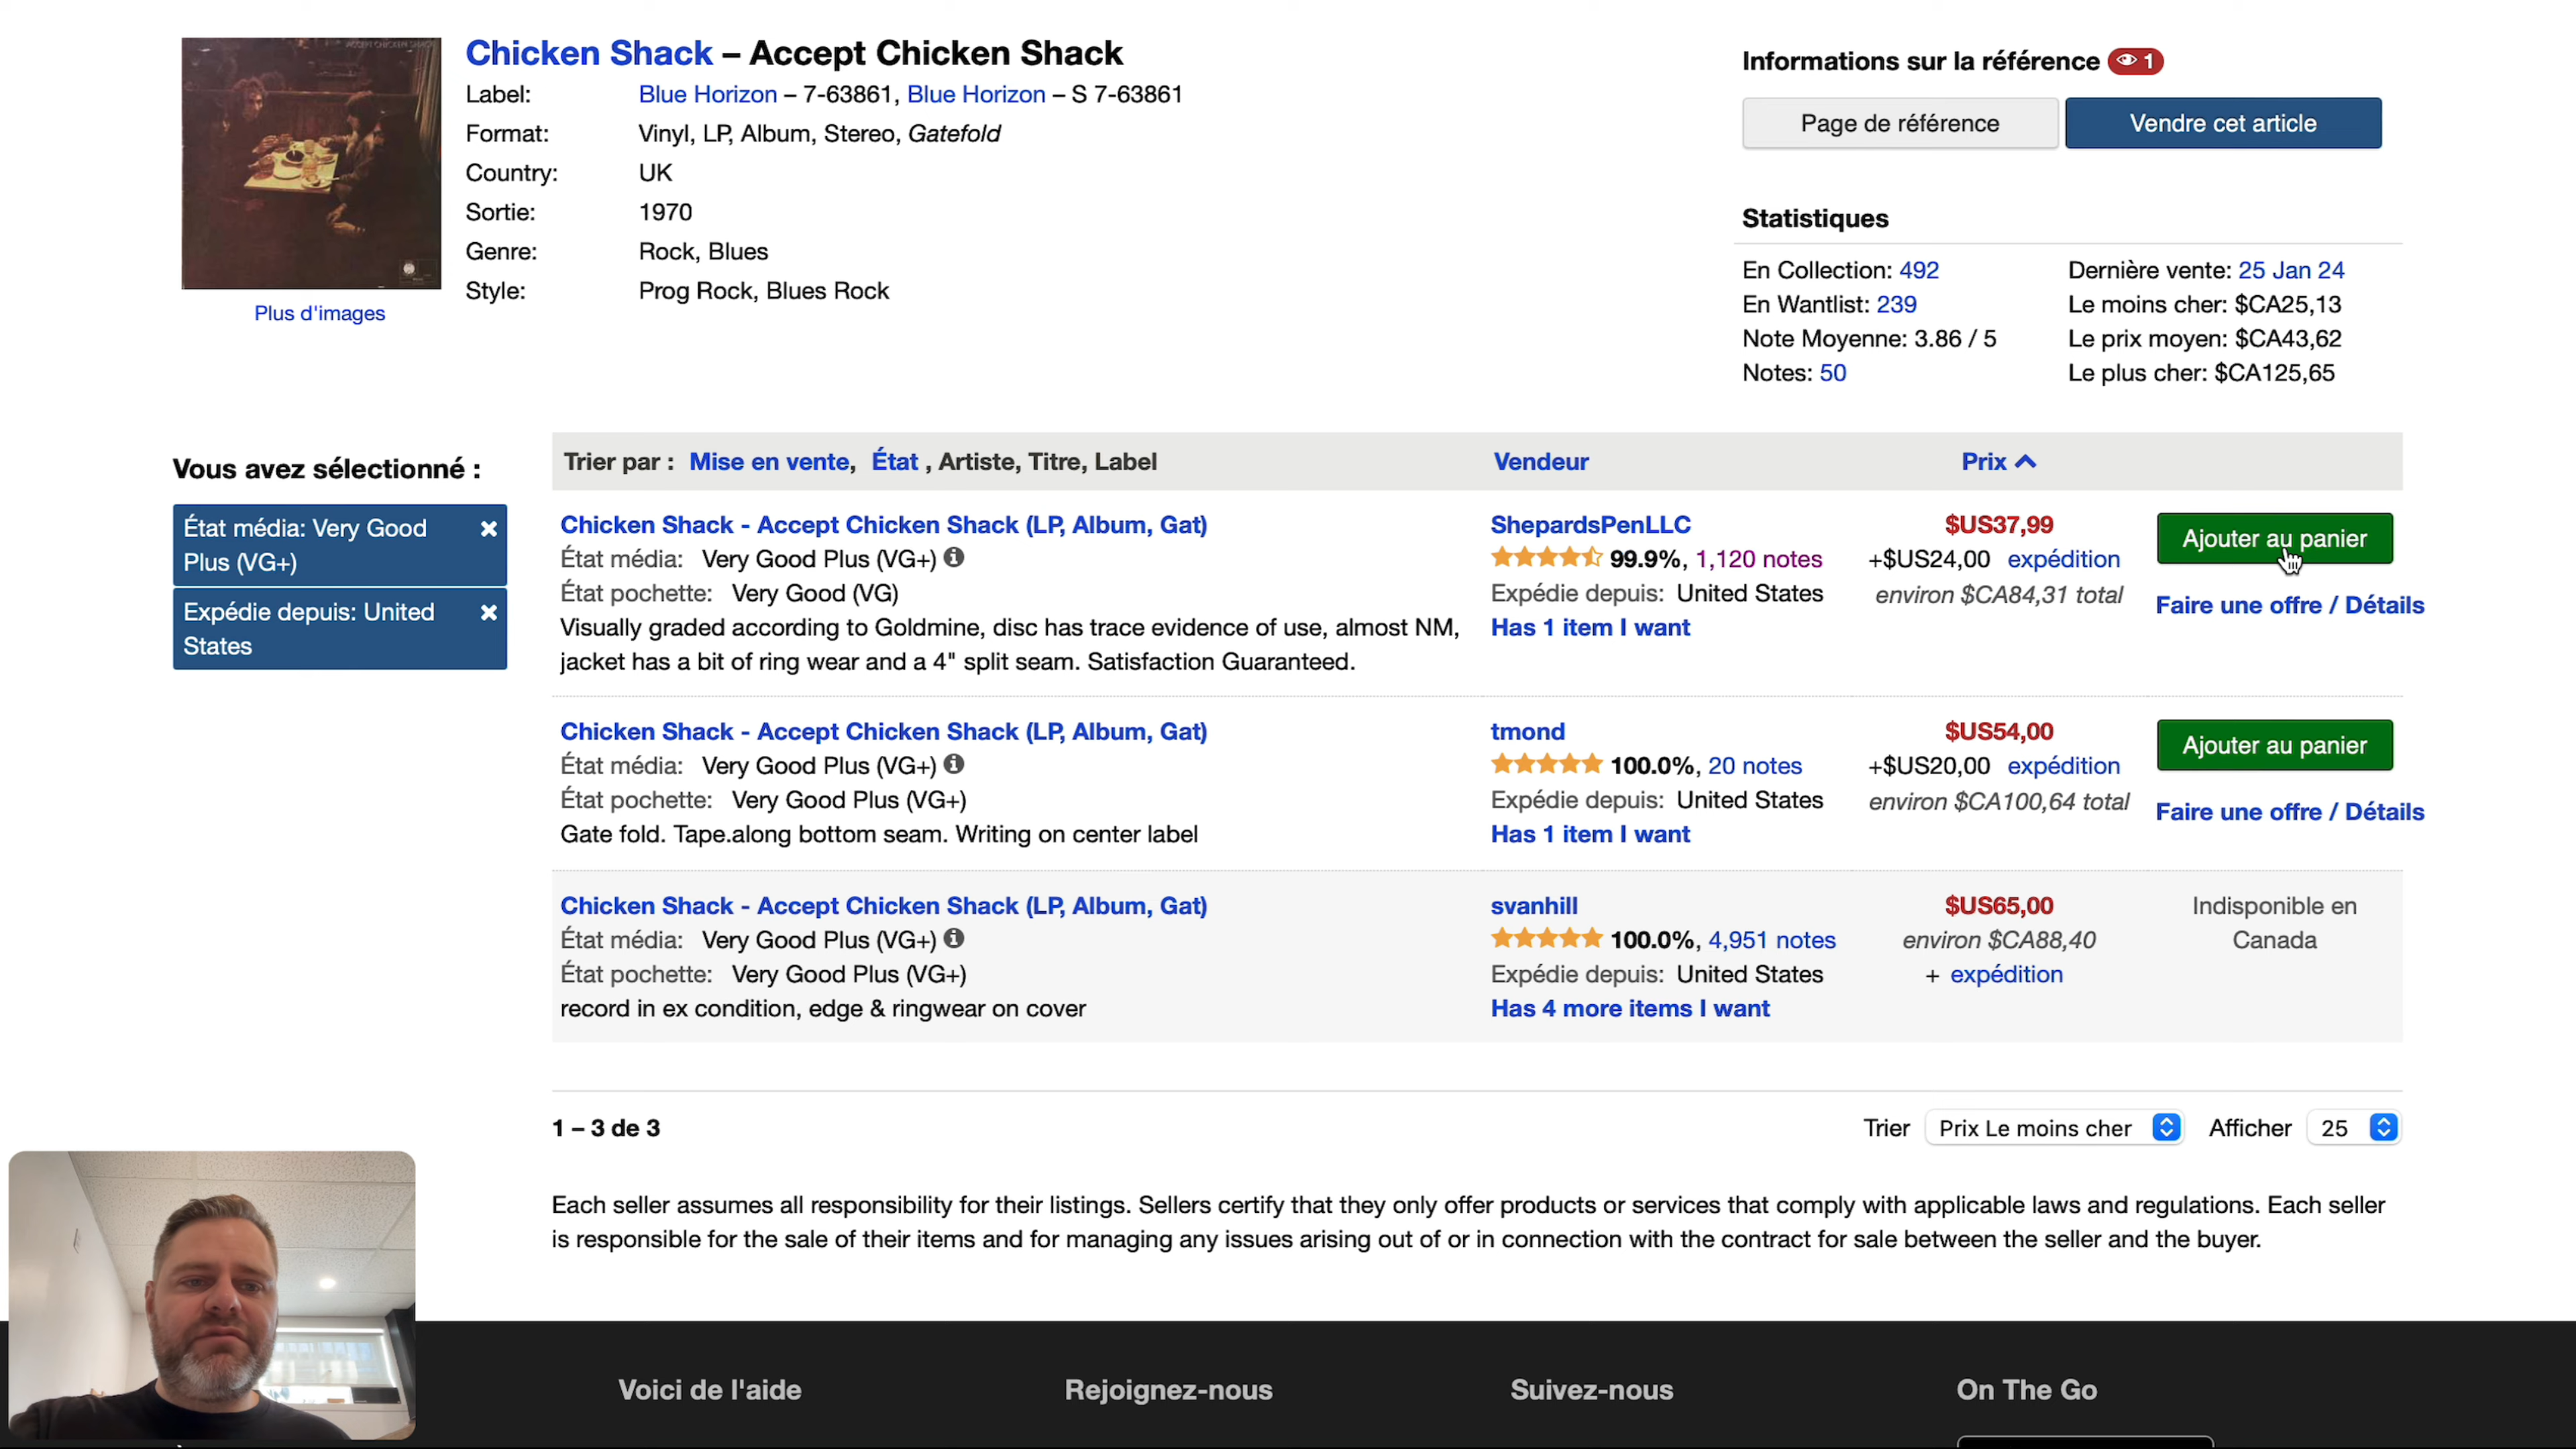 Chicken Shack – Accept Chicken Shack
Label: Blue Horizon – 7-63861, Blue Horizon – S 7-63861
Format: Vinyl, LP, Album, Stereo, Gatefold
Country: UK
Sortie: 1970
Genre: Rock, Blues
Style: Prog Rock, Blues Rock
Plus d'images
Informations sur la référence 1
Page de référence Vendre cet article
Statistiques
En Collection: 492 Dernière vente: 25 Jan 24
En Wantlist: 239 Le moins cher: $CA25,13
Note Moyenne: 3.86 / 5 Le prix moyen: $CA43,62
Notes: 50 Le plus cher: $CA125,65
Vous avez sélectionné :
État média: Very Good
Plus (VG+)
Expédie depuis: United
States
Trier par : Mise en vente, État , Artiste, Titre, Label Vendeur Prix
Chicken Shack - Accept Chicken Shack (LP, Album, Gat)
État média: Very Good Plus (VG+)
État pochette: Very Good (VG)
Visually graded according to Goldmine, disc has trace evidence of use, almost NM,
jacket has a bit of ring wear and a 4" split seam. Satisfaction Guaranteed.
ShepardsPenLLC
99.9%, 1,120 notes
Expédie depuis: United States
Has 1 item I want
$US37,99
+$US24,00 expédition
environ $CA84,31 total
Ajouter au panier
Faire une offre / Détails
Chicken Shack - Accept Chicken Shack (LP, Album, Gat)
État média: Very Good Plus (VG+)
État pochette: Very Good Plus (VG+)
Gate fold. Tape.along bottom seam. Writing on center label
tmond
100.0%, 20 notes
Expédie depuis: United States
Has 1 item I want
$US54,00
+$US20,00 expédition
environ $CA100,64 total
Ajouter au panier
Faire une offre / Détails
Chicken Shack - Accept Chicken Shack (LP, Album, Gat)
État média: Very Good Plus (VG+)
État pochette: Very Good Plus (VG+)
record in ex condition, edge & ringwear on cover
svanhill
100.0%, 4,951 notes
Expédie depuis: United States
Has 4 more items I want
$US65,00
environ $CA88,40
+ expédition
Indisponible en
Canada
1 – 3 de 3
Trier Prix Le moins cher Afficher 25
Each seller assumes all responsibility for their listings. Sellers certify that they only offer products or services that comply with applicable laws and regulations. Each seller
is responsible for the sale of their items and for managing any issues arising out of or in connection with the contract for sale between the seller and the buyer.
Voici de l'aide Rejoignez-nous Suivez-nous On The Go